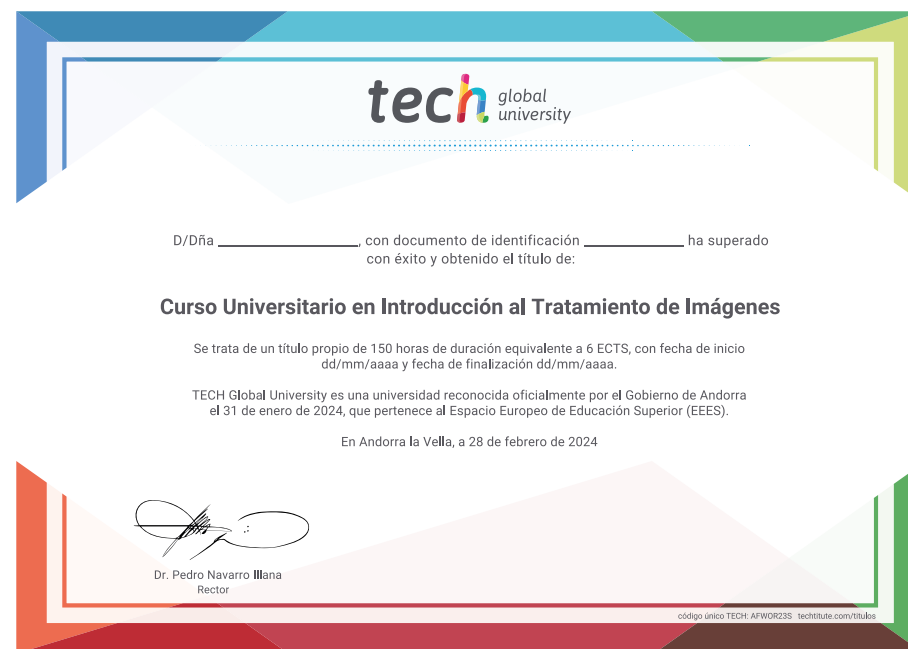 tech global university
D/Dña ____________________, con documento de identificación ______________ ha superado
con éxito y obtenido el título de:
Curso Universitario en Introducción al Tratamiento de Imágenes
Se trata de un título propio de 150 horas de duración equivalente a 6 ECTS, con fecha de inicio
dd/mm/aaaa y fecha de finalización dd/mm/aaaa.
TECH Global University es una universidad reconocida oficialmente por el Gobierno de Andorra
el 31 de enero de 2024, que pertenece al Espacio Europeo de Educación Superior (EEES).
En Andorra la Vella, a 28 de febrero de 2024
Dr. Pedro Navarro Illana
Rector
código único TECH: AFWOR23S techtitute.com/titulos